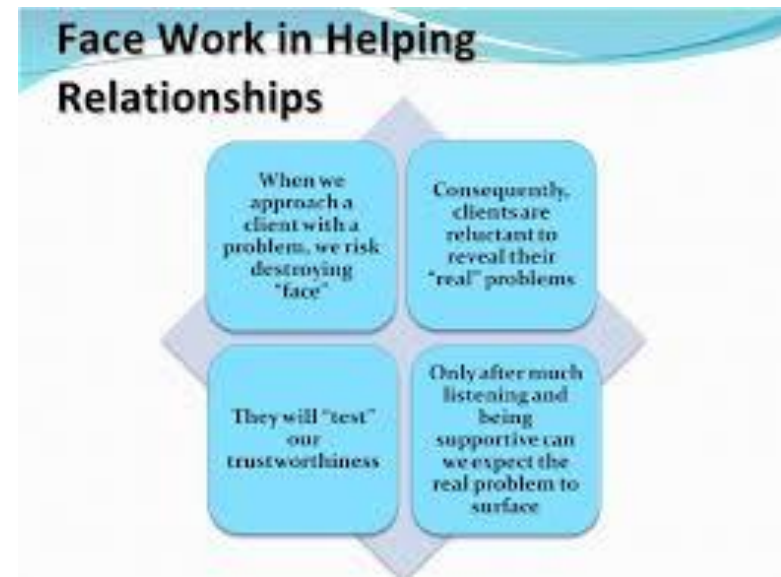 Face Work in Helping
Relationships
When we
approach a
client with a
problem, we risk
destroying
"face"
Consequently,
clients are
reluctant to
reveal their
"real" problems
They will "test"
our
trustworthiness
Only after much
listening and
being
supportive can
we expect the
real problem to
surface